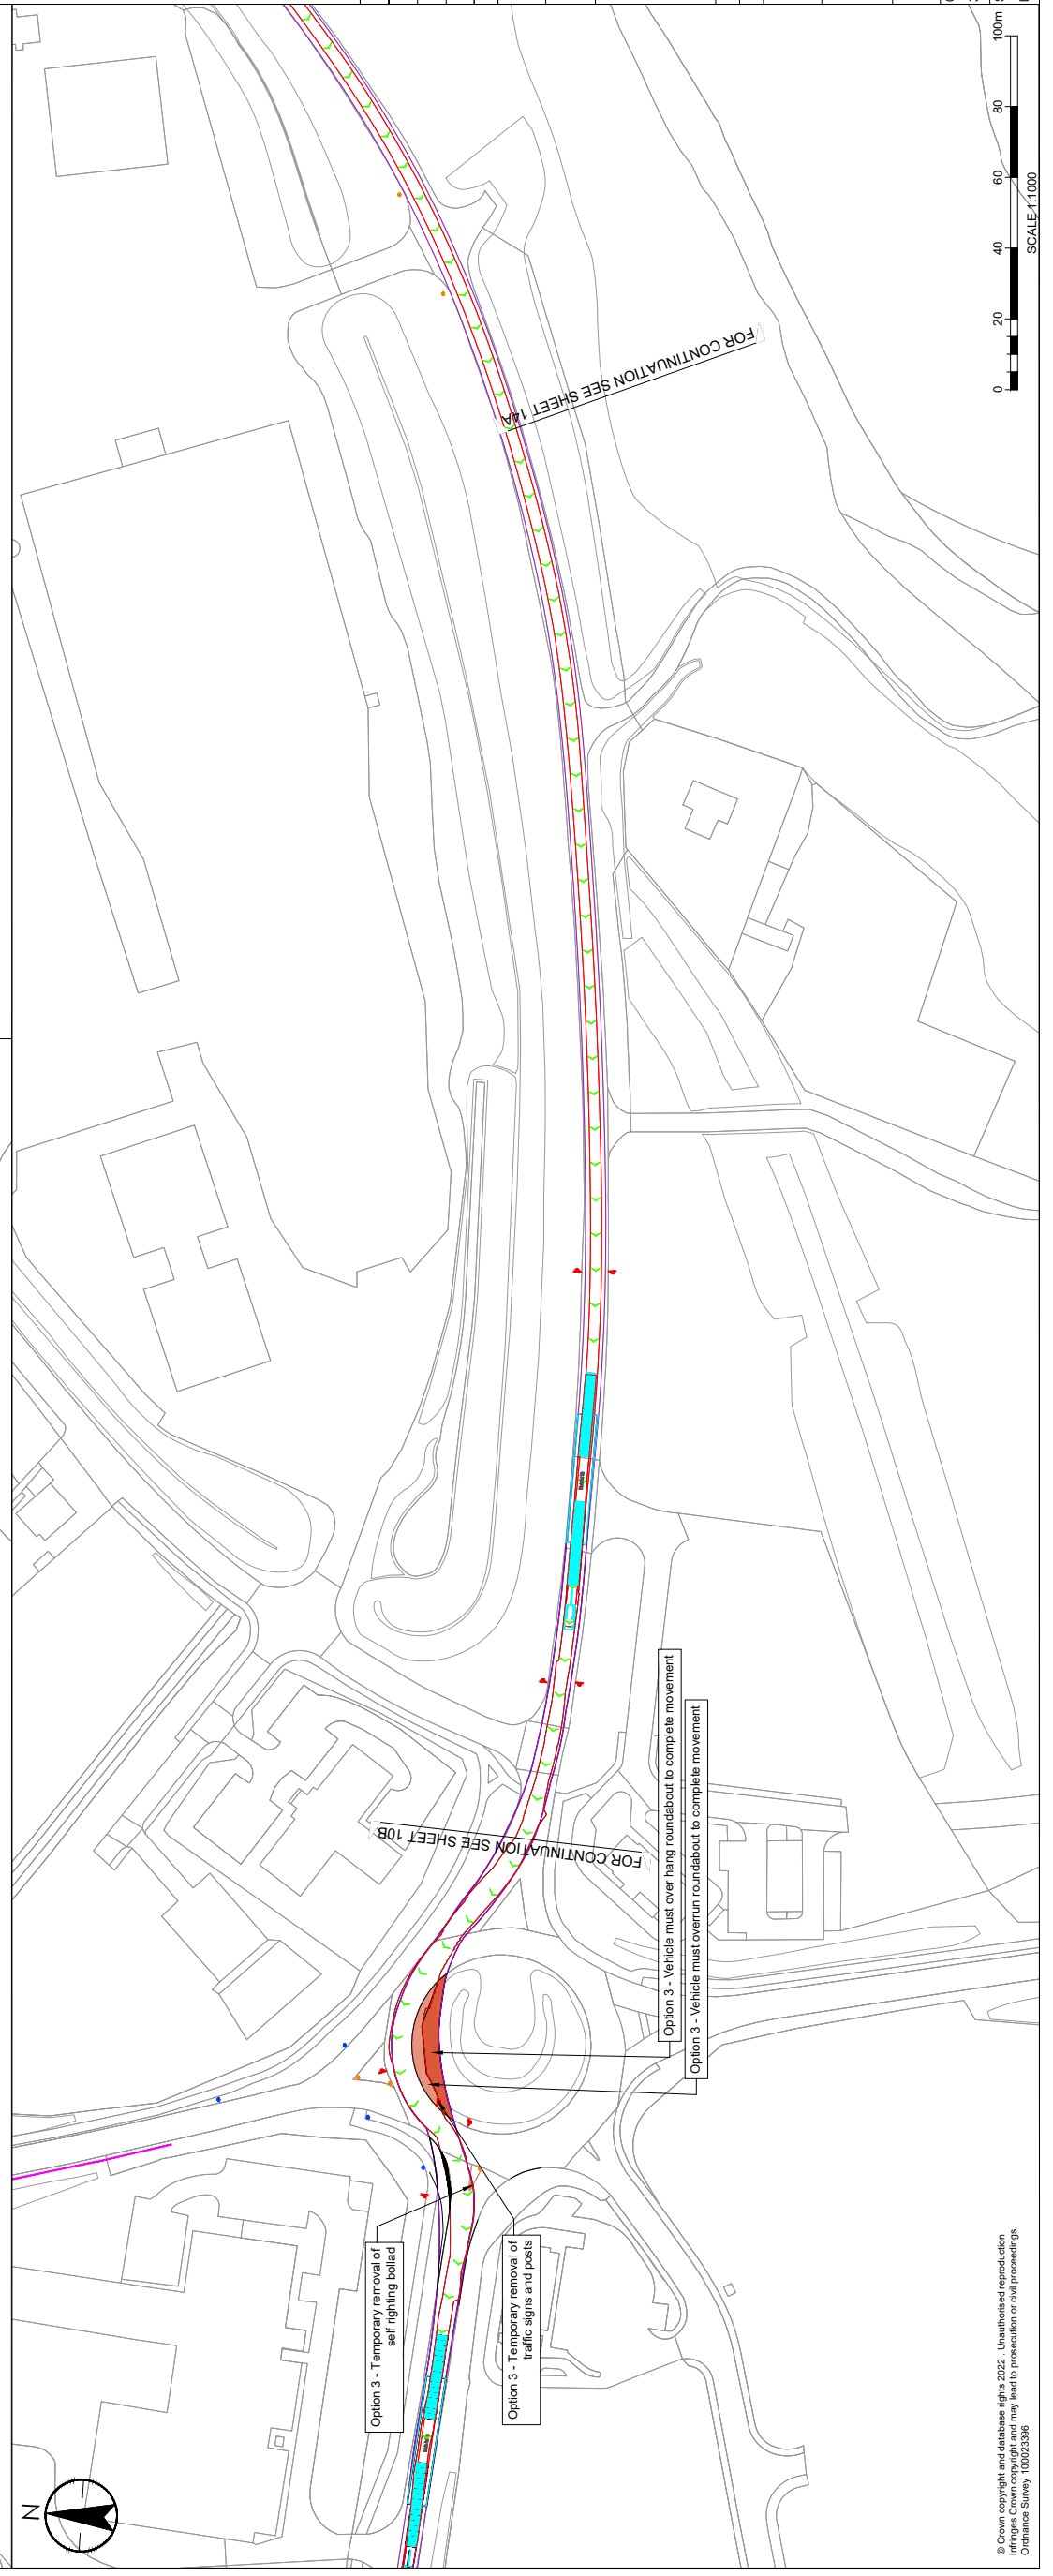 N
Option 3 - Temporary removal of
self righting bollad
Option 3 - Temporary removal of
traffic signs and posts
FOR CONTINUATION SEE SHEET 10B
Option 3 - Vehicle must over hang roundabout to complete movement
Option 3 - Vehicle must overrun roundabout to complete movement
FOR CONTINUATION SEE SHEET 14A
0 20 40 60 80 100m
SCALE 1:1000
© Crown copyright and database rights 2022 . Unauthorised reproduction
infringes Crown copyright and may lead to prosecution or civil proceedings.
Ordnance Survey 100023396